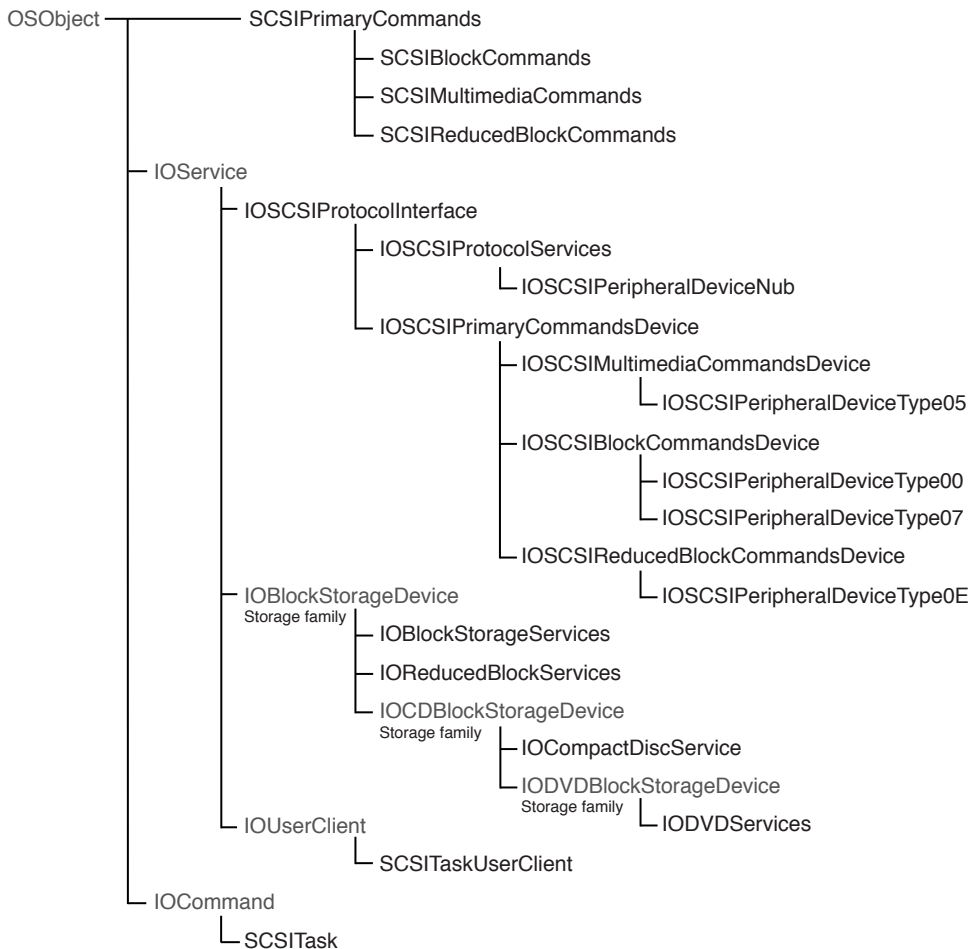 OSObject
SCSIPrimaryCommands
SCSIBlockCommands
SCSIMultimediaCommands
SCSIReducedBlockCommands
IOService
IOSCSIProtocolInterface
IOSCSIProtocolServices
IOSCSIPeripheralDeviceNub
IOSCSIPrimaryCommandsDevice
IOSCSIMultimediaCommandsDevice
IOSCSIPeripheralDeviceType05
IOSCSIBlockCommandsDevice
IOSCSIPeripheralDeviceType00
IOSCSIPeripheralDeviceType07
IOSCSIReducedBlockCommandsDevice
IOSCSIPeripheralDeviceType0E
IOBlockStorageDevice
Storage family
IOBlockStorageServices
IOReducedBlockServices
IOCDBlockStorageDevice
Storage family
IOCompactDiscService
IODVDBlockStorageDevice
Storage family
IODVDServices
IOUserClient
SCSITaskUserClient
IOCommand
SCSITask